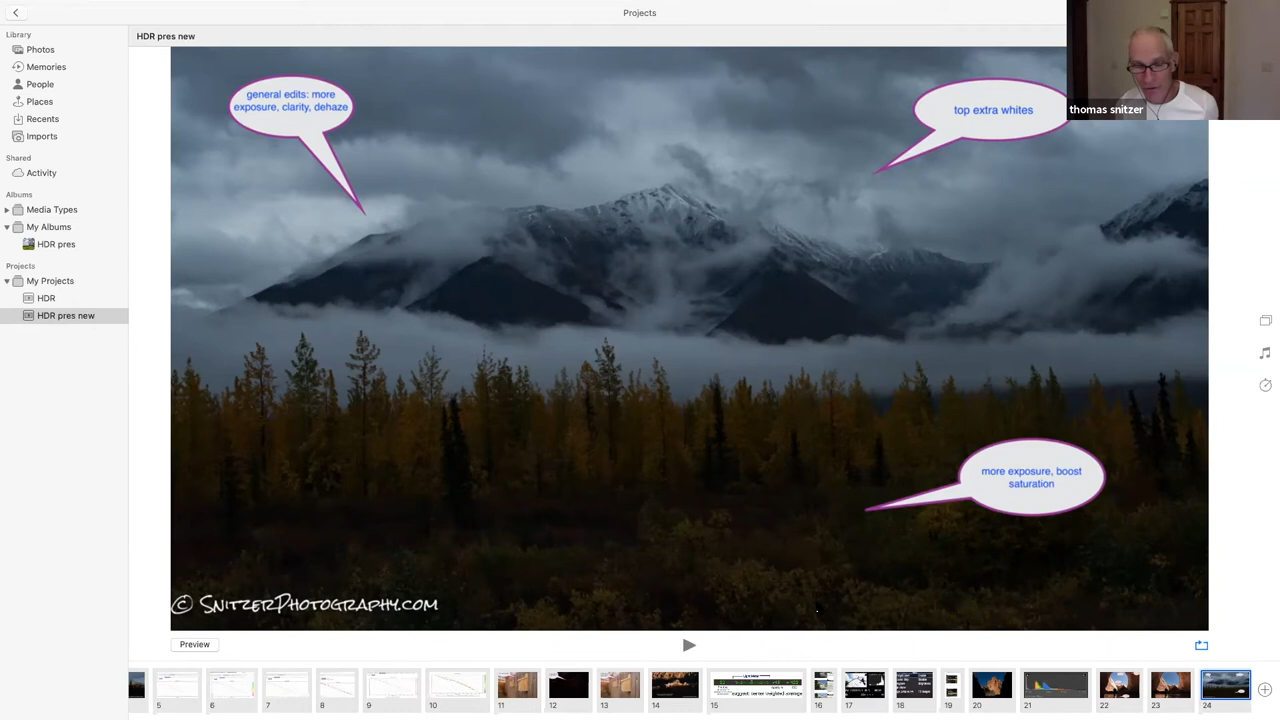 Projects
Library
Photos
Memories
People
Places
Recents
Imports
Shared
Activity
Albums
Media Types
My Albums
HDR pres
Projects
My Projects
HDR
HDR pres new
HDR pres new
general edits: more
exposure, clarity, dehaze
top extra whites
thomas snitzer
more exposure, boost
saturation
© SnitzerPhotography.com
Preview
5
6
7
8
9
10
11
12
13
14
15
16
17
18
19
20
21
22
23
24